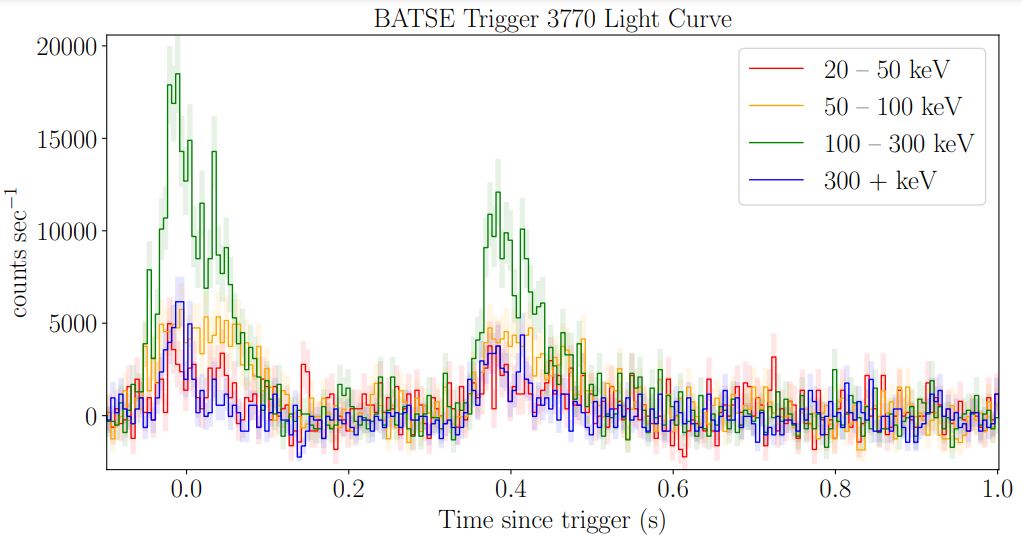 BATSE Trigger 3770 Light Curve
20000
15000
10000
5000
0
counts sec⁻¹
20 – 50 keV
50 – 100 keV
100 – 300 keV
300 + keV
0.0 0.2 0.4 0.6 0.8 1.0
Time since trigger (s)